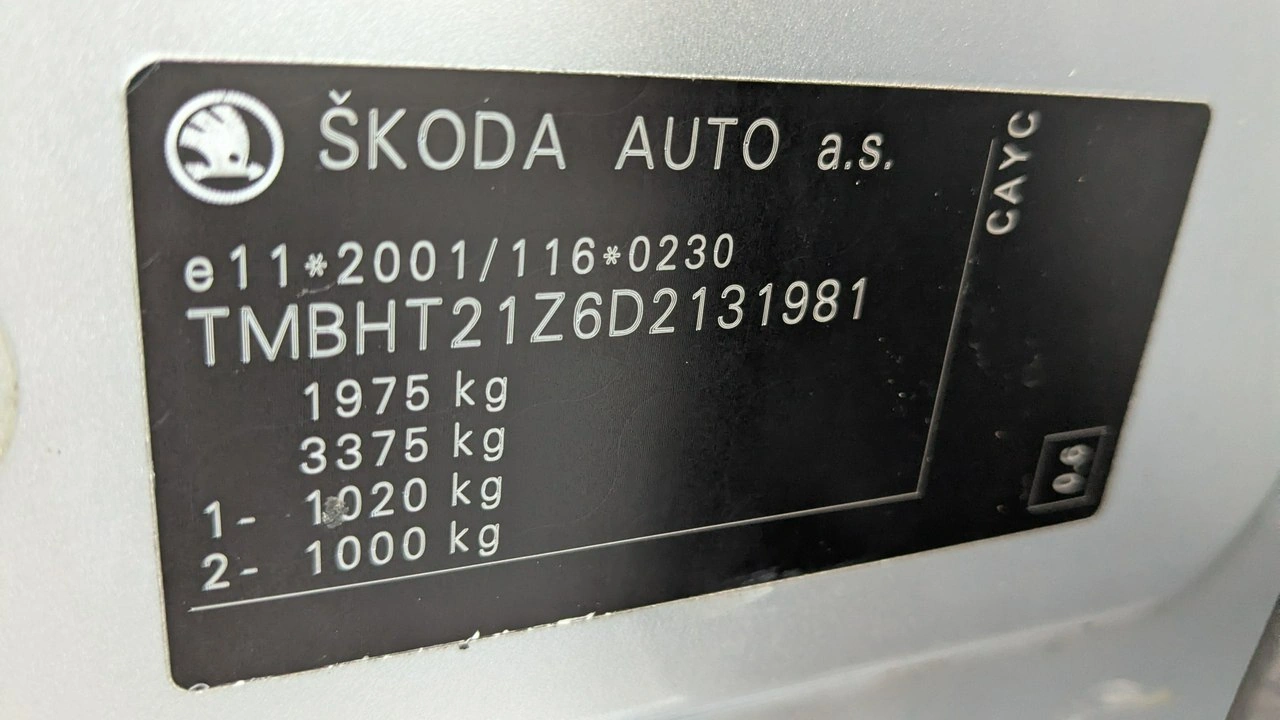 ŠKODA AUTO a.s.
e11*2001/116*0230
TMBHT21Z6D2131981
1975 kg
3375 kg
1- 1020 kg
2- 1000 kg
CAYC